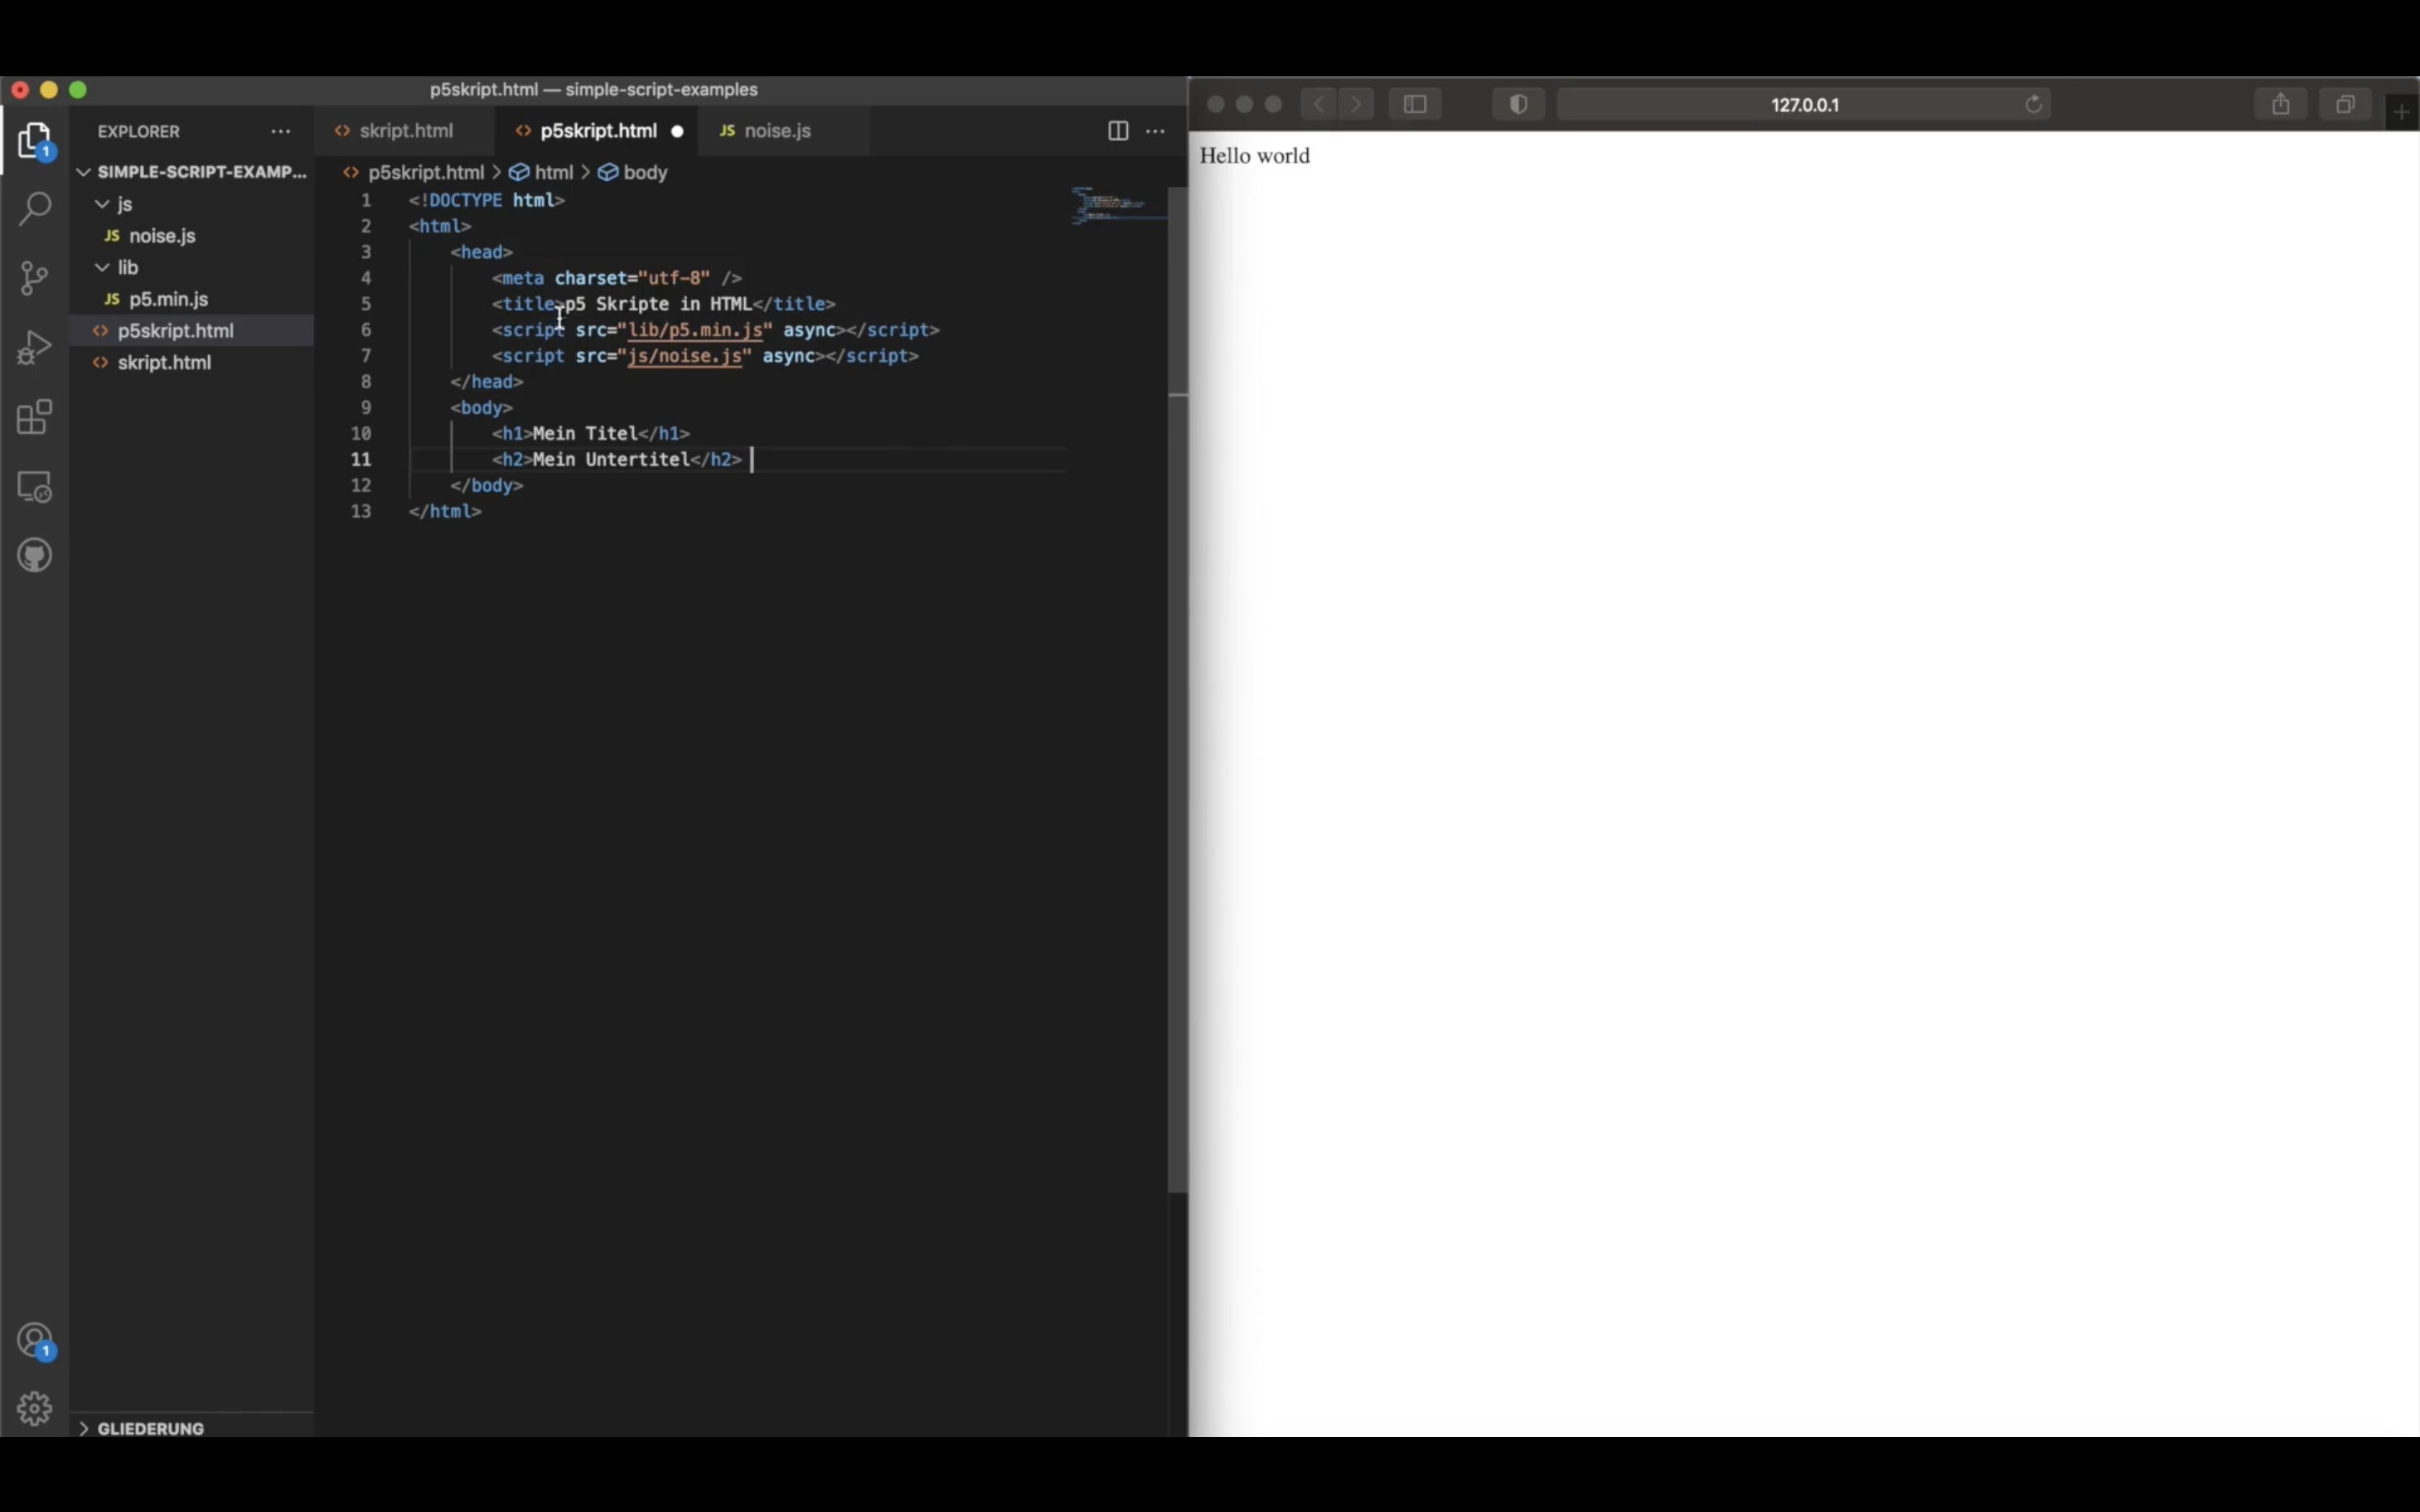 p5skript.html — simple-script-examples
127.0.0.1
EXPLORER
skript.html
p5skript.html
JS noise.js
SIMPLE-SCRIPT-EXAMP...
js
JS noise.js
lib
JS p5.min.js
p5skript.html
skript.html
1
1
GLIEDERUNG
p5skript.html > html > body
1 <!DOCTYPE html>
2 <html>
3 <head>
4 <meta charset="utf-8" />
5 <title>p5 Skripte in HTML</title>
6 <script src="lib/p5.min.js" async></script>
7 <script src="js/noise.js" async></script>
8 </head>
9 <body>
10 <h1>Mein Titel</h1>
11 <h2>Mein Untertitel</h2>
12 </body>
13 </html>
Hello world